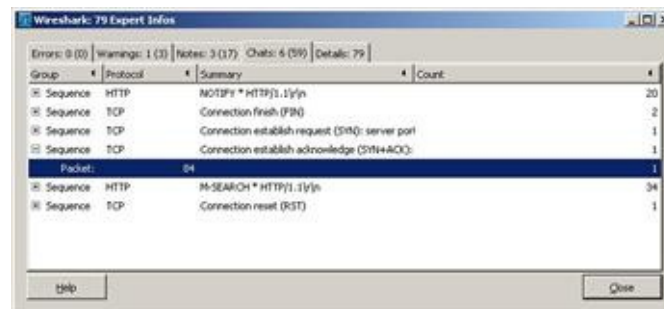 Wireshark: 79 Expert Infos
Errors: 0 (0) Warnings: 1 (3) Notes: 3 (17) Chats: 6 (59) Details: 79
Group Protocol Summary Count
Sequence HTTP NOTIFY * HTTP/1.1\r\n 20
Sequence TCP Connection finish (FIN) 2
Sequence TCP Connection establish request (SYN): server port 1
Sequence TCP Connection establish acknowledge (SYN+ACK): 1
Packet: 84 1
Sequence HTTP M-SEARCH * HTTP/1.1\r\n 34
Sequence TCP Connection reset (RST) 1
Help Close